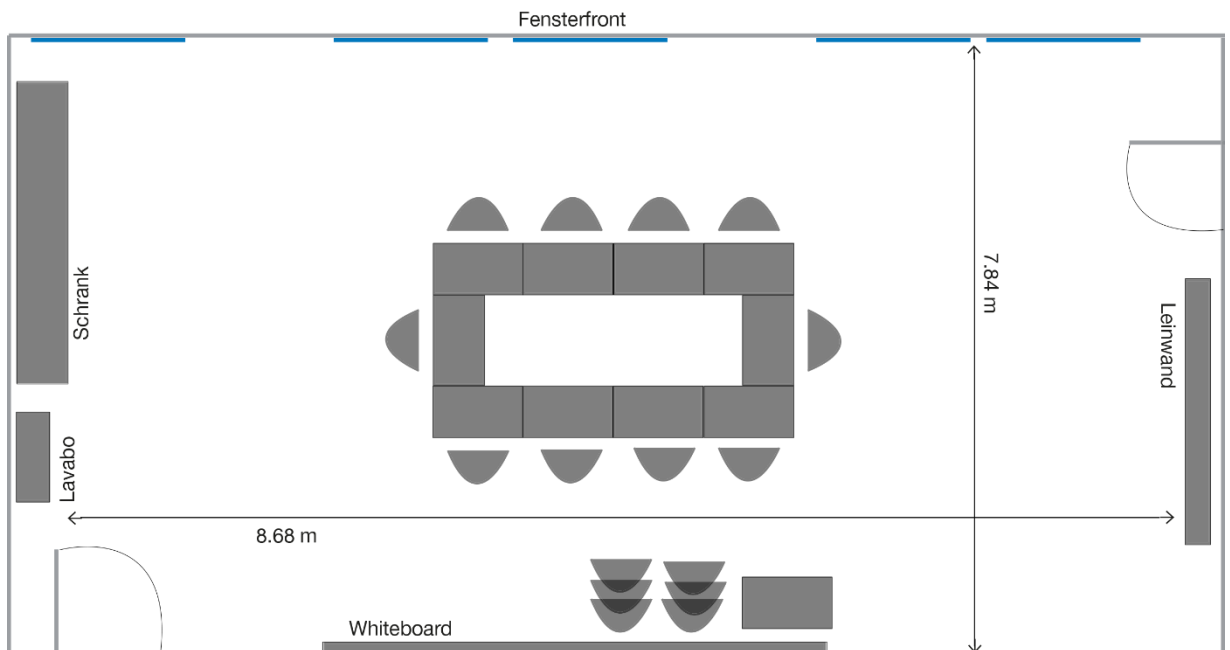 Fensterfront
Schrank
7.84 m
Leinwand
Lavabo
8.68 m
Whiteboard